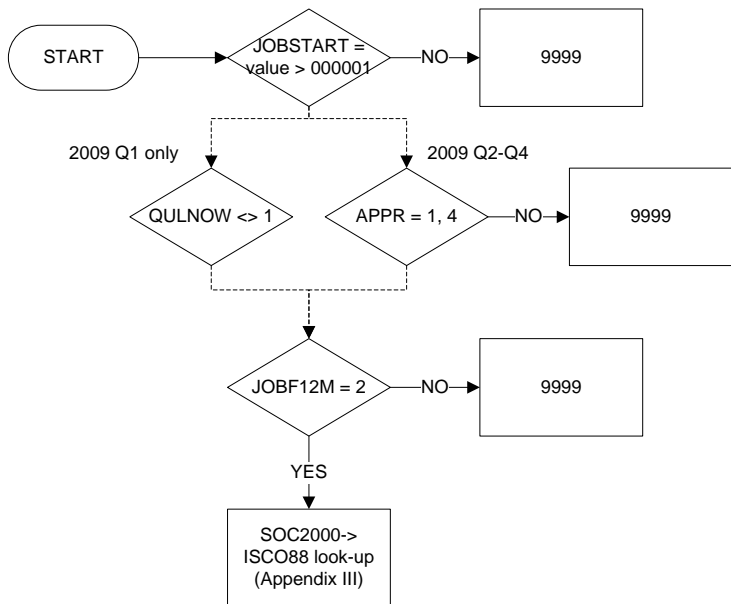 START
JOBSTART =
value > 000001
NO
9999
2009 Q1 only
2009 Q2-Q4
QULNOW <> 1
APPR = 1, 4
NO
9999
JOBF12M = 2
NO
9999
YES
SOC2000->
ISCO88 look-up
(Appendix III)